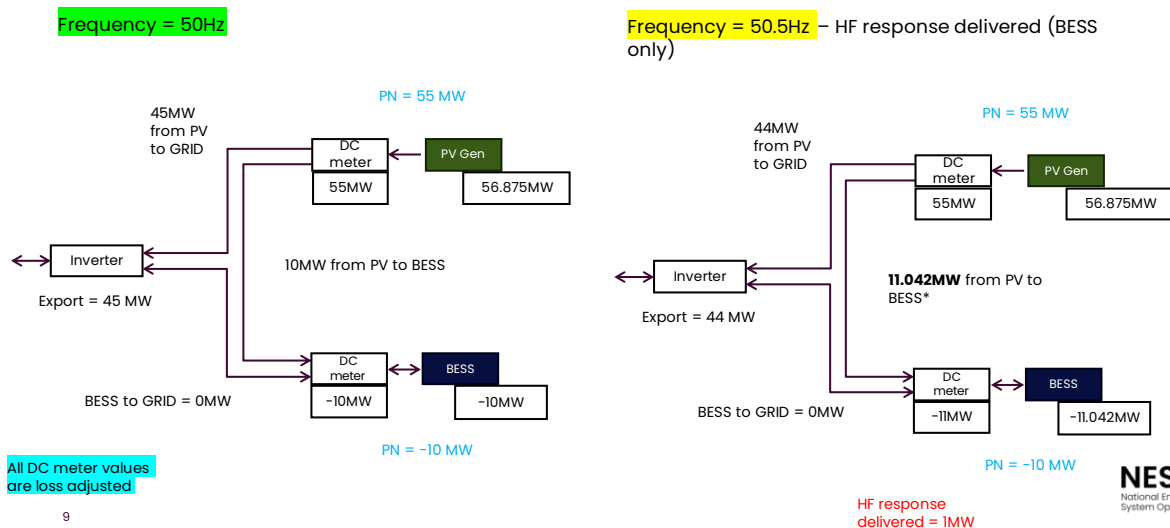 Frequency = 50Hz
PN = 55 MW
45MW
from PV
to GRID
DC
meter
PV Gen
55MW
56.875MW
Inverter
10MW from PV to BESS
Export = 45 MW
DC
meter
BESS
BESS to GRID = 0MW
-10MW
-10MW
PN = -10 MW
All DC meter values
are loss adjusted
9
Frequency = 50.5Hz – HF response delivered (BESS
only)
PN = 55 MW
44MW
from PV
to GRID
DC
meter
PV Gen
55MW
56.875MW
Inverter
11.042MW from PV to
BESS*
Export = 44 MW
DC
meter
BESS
BESS to GRID = 0MW
-11MW
-11.042MW
PN = -10 MW
HF response
delivered = 1MW